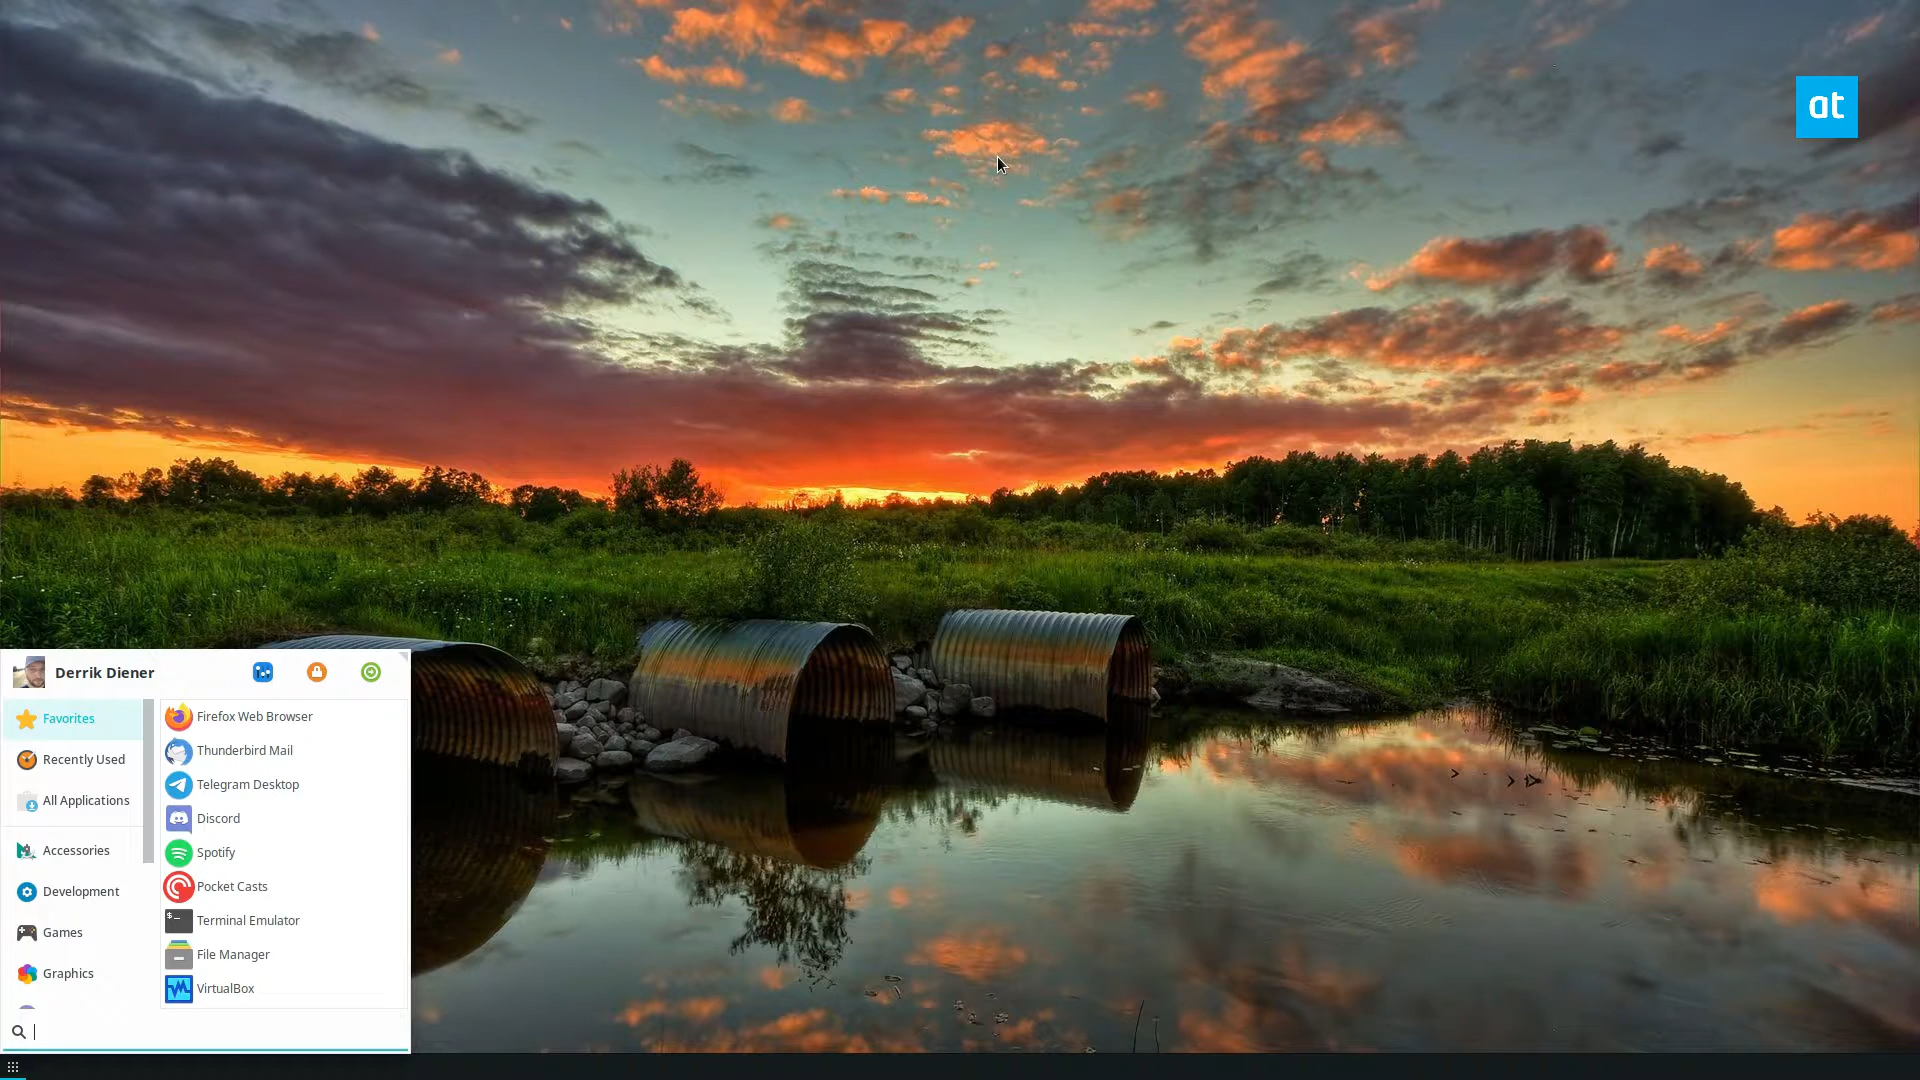 at
Derrik Diener
Favorites
Recently Used
All Applications
Accessories
Development
Games
Graphics
Firefox Web Browser
Thunderbird Mail
Telegram Desktop
Discord
Spotify
Pocket Casts
$_
Terminal Emulator
File Manager
VirtualBox